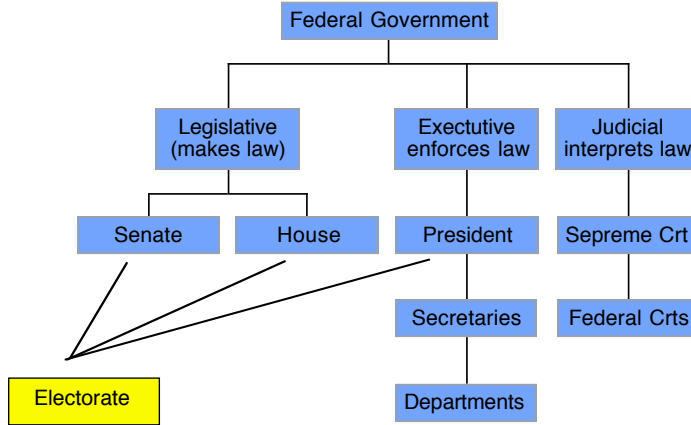 Federal Government
Legislative
(makes law)
Exectutive
enforces law
Judicial
interprets law
Senate
House
President
Sepreme Crt
Secretaries
Federal Crts
Electorate
Departments